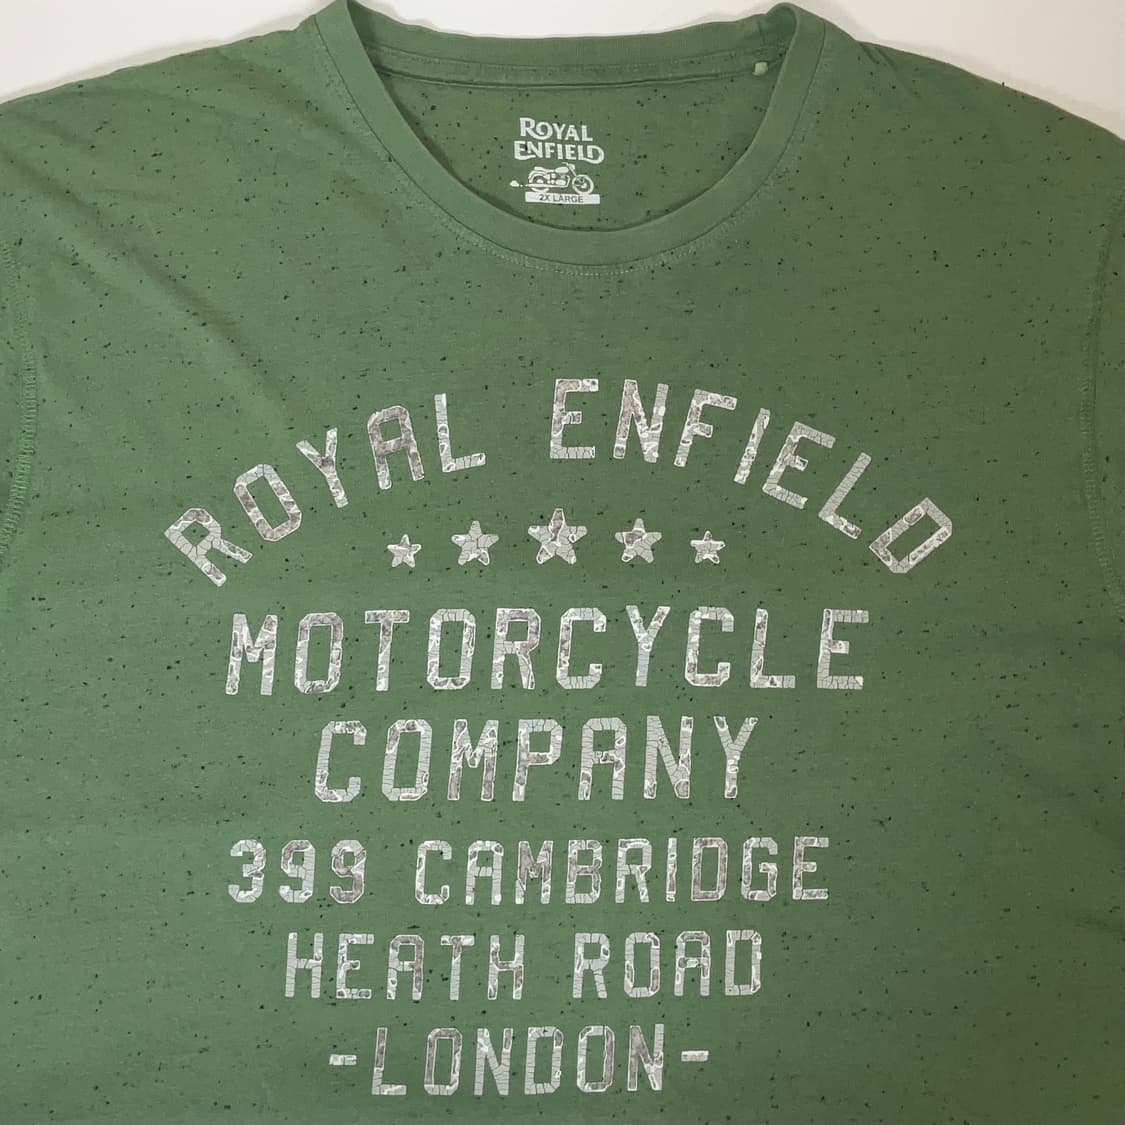 ROYAL
ENFIELD
2X LARGE
ROYAL ENFIELD
MOTORCYCLE
COMPANY
399 CAMBRIDGE
HEATH ROAD
-LONDON-